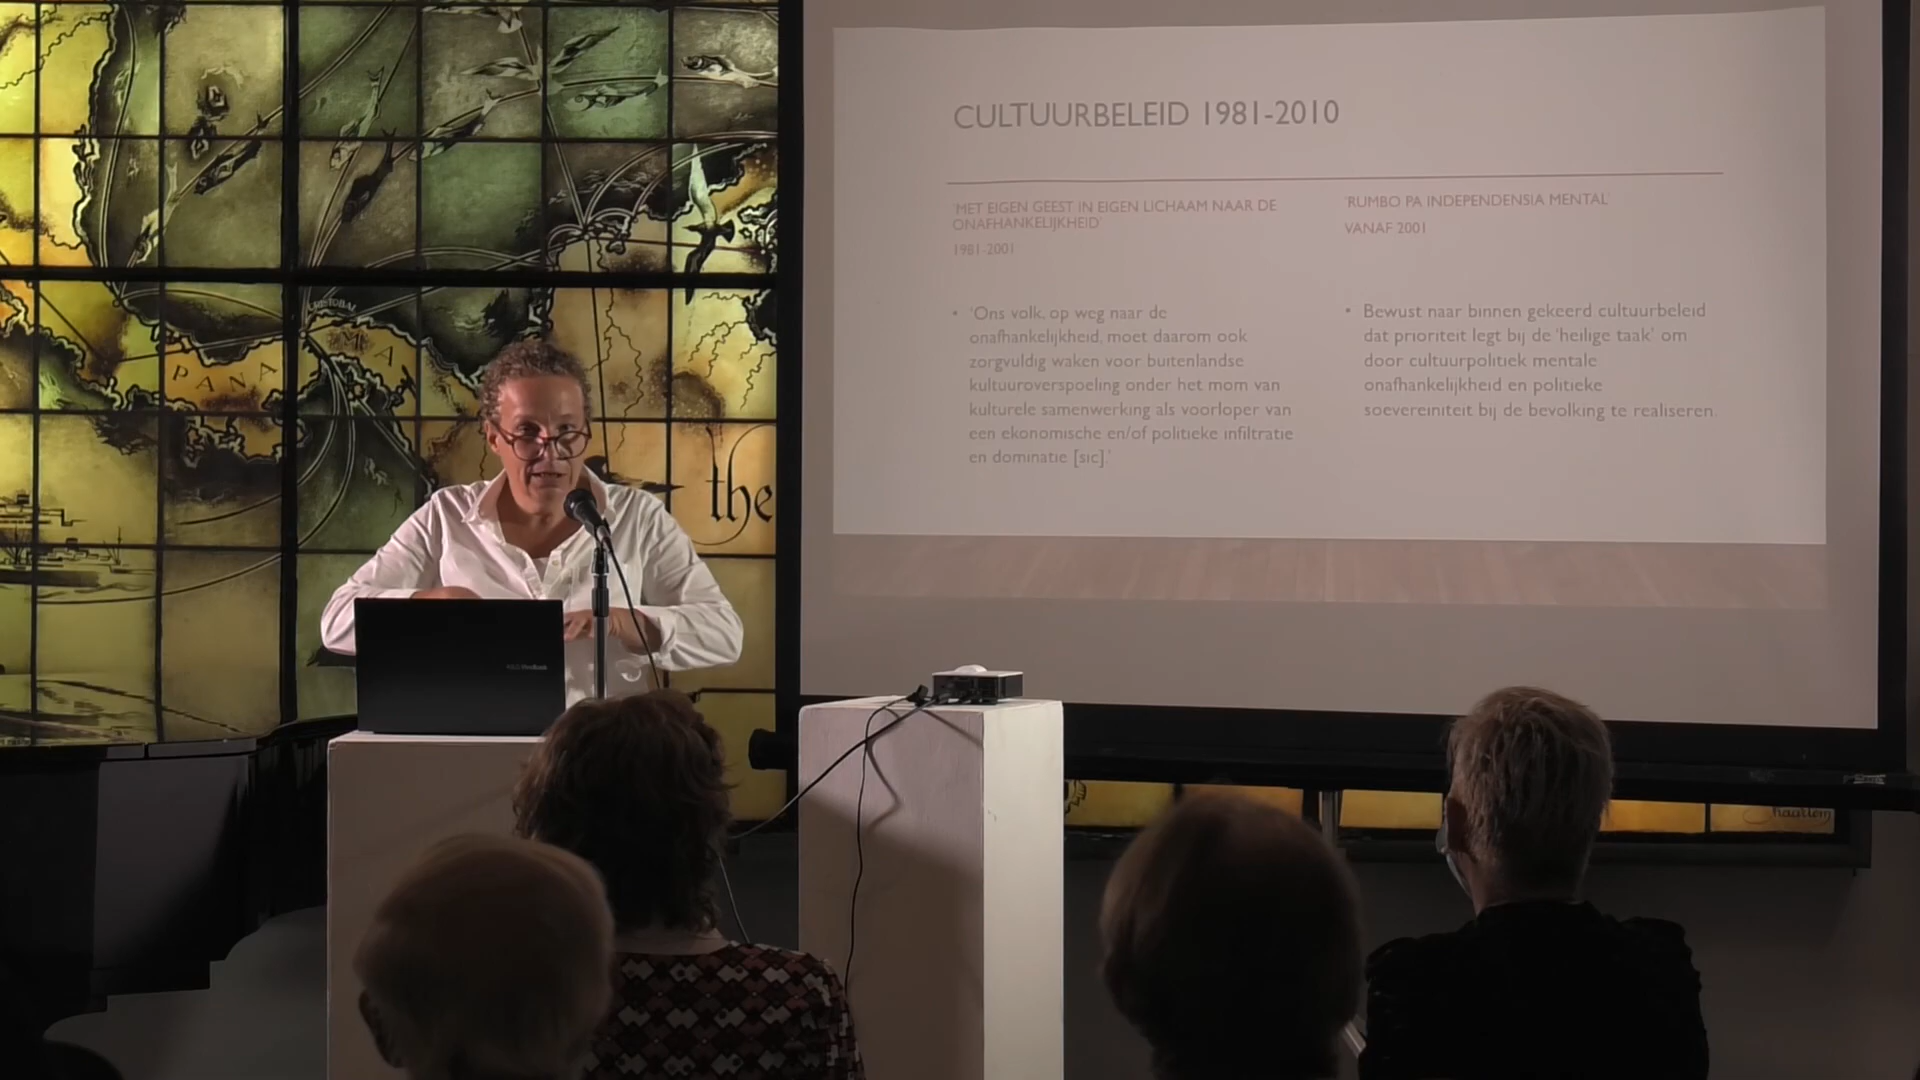 CULTUURBELEID 1981-2010
'MET EIGEN GEEST IN EIGEN LICHAAM NAAR DE
ONAFHANKELIJKHEID'
1981-2001
• 'Ons volk, op weg naar de
onafhankelijkheid, moet daarom ook
zorgvuldig waken voor buitenlandse
kultuuroverspoeling onder het mom van
kulturele samenwerking als voorloper van
een ekonomische en/of politieke infiltratie
en dominatie [sic].'
'RUMBO PA INDEPENDENSIA MENTAL'
VANAF 2001
• Bewust naar binnen gekeerd cultuurbeleid
dat prioriteit legt bij de 'heilige taak' om
door cultuurpolitiek mentale
onafhankelijkheid en politieke
soevereiniteit bij de bevolking te realiseren.
CRISTOBAL
PANAMA
the
haarlem